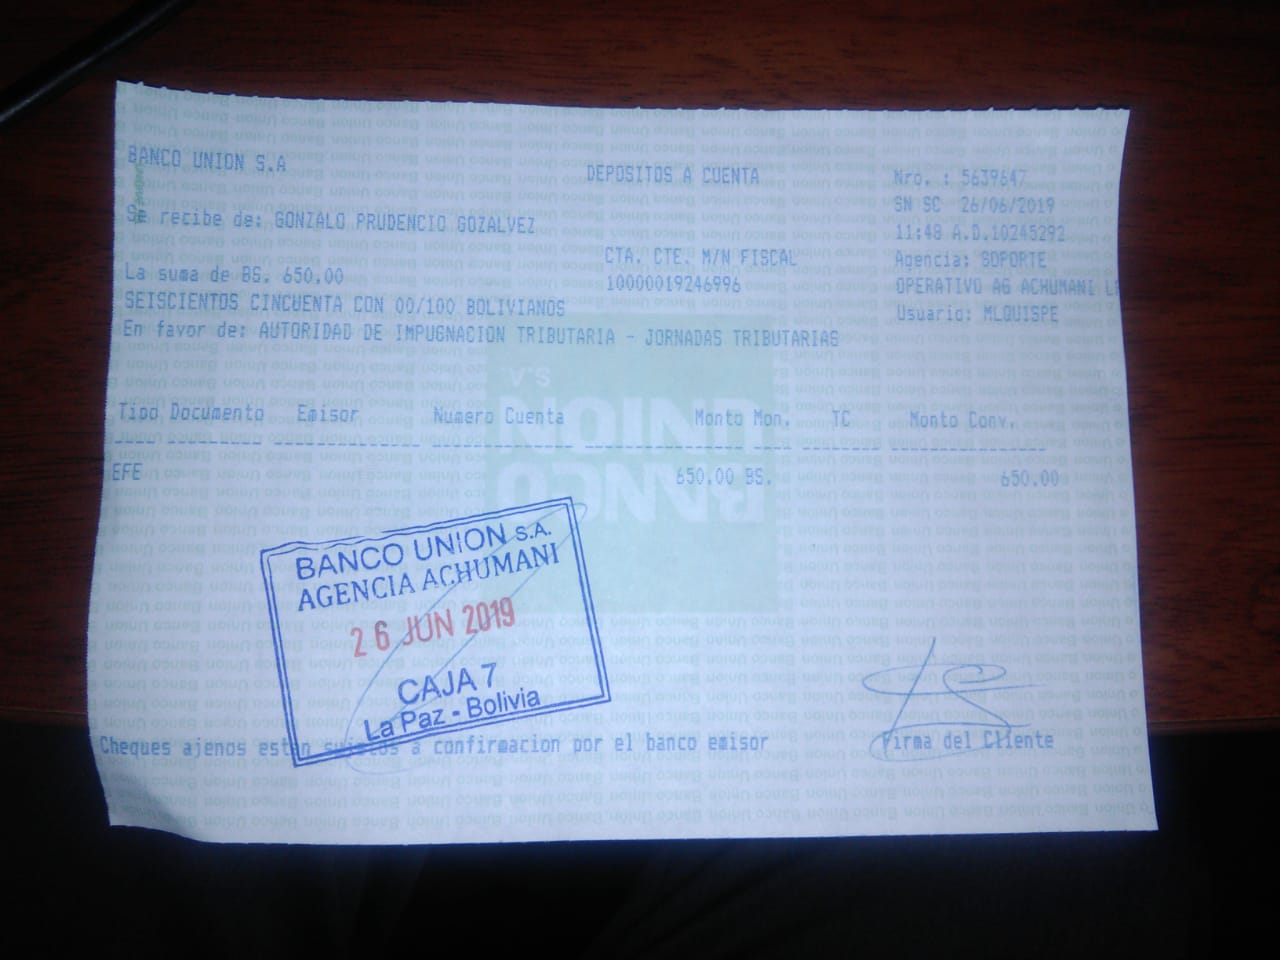 BANCO UNION S.A
DEPOSITOS A CUENTA
Nro. : 5639647
SN SC 26/06/2019
Se recibe de: GONZALO PRUDENCIO GOZALVEZ
11:48 A.D.10245292
CTA. CTE. M/N FISCAL
Agencia: SOPORTE
La suma de BS. 650.00
10000019246996
OPERATIVO AG ACHUMANI
SEISCIENTOS CINCUENTA CON 00/100 BOLIVIANOS
Usuario: MLQUISPE
En favor de: AUTORIDAD DE IMPUGNACION TRIBUTARIA - JORNADAS TRIBUTARIAS
Tipo Documento Emisor Numero Cuenta Monto Mon. TC Monto Conv.
EFE 650.00 BS. 650.00
BANCO UNION S.A.
BANCO UNION S.A.
AGENCIA ACHUMANI
26 JUN 2019
CAJA 7
La Paz - Bolivia
Cheques ajenos estan sujetos a confirmacion por el banco emisor
Firma del Cliente